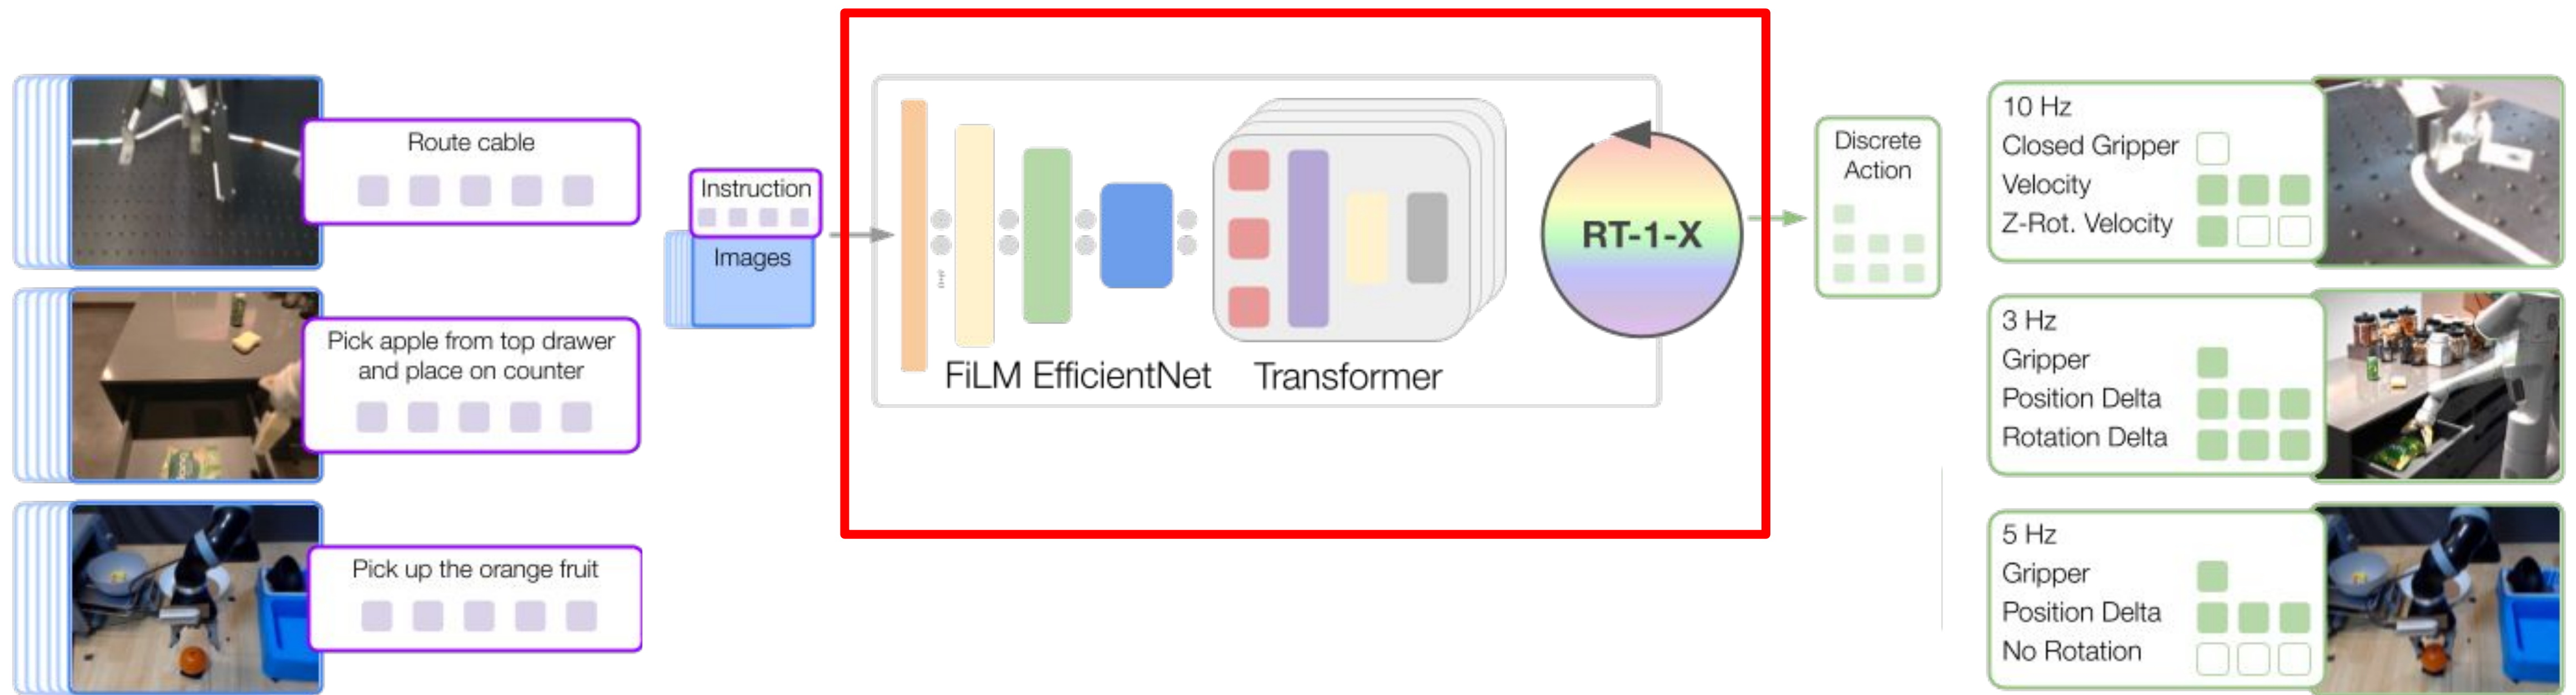 Route cable
Pick apple from top drawer
and place on counter
Pick up the orange fruit
Instruction
Images
FiLM EfficientNet
Transformer
RT-1-X
Discrete
Action
10 Hz
Closed Gripper
Velocity
Z-Rot. Velocity
3 Hz
Gripper
Position Delta
Rotation Delta
5 Hz
Gripper
Position Delta
No Rotation